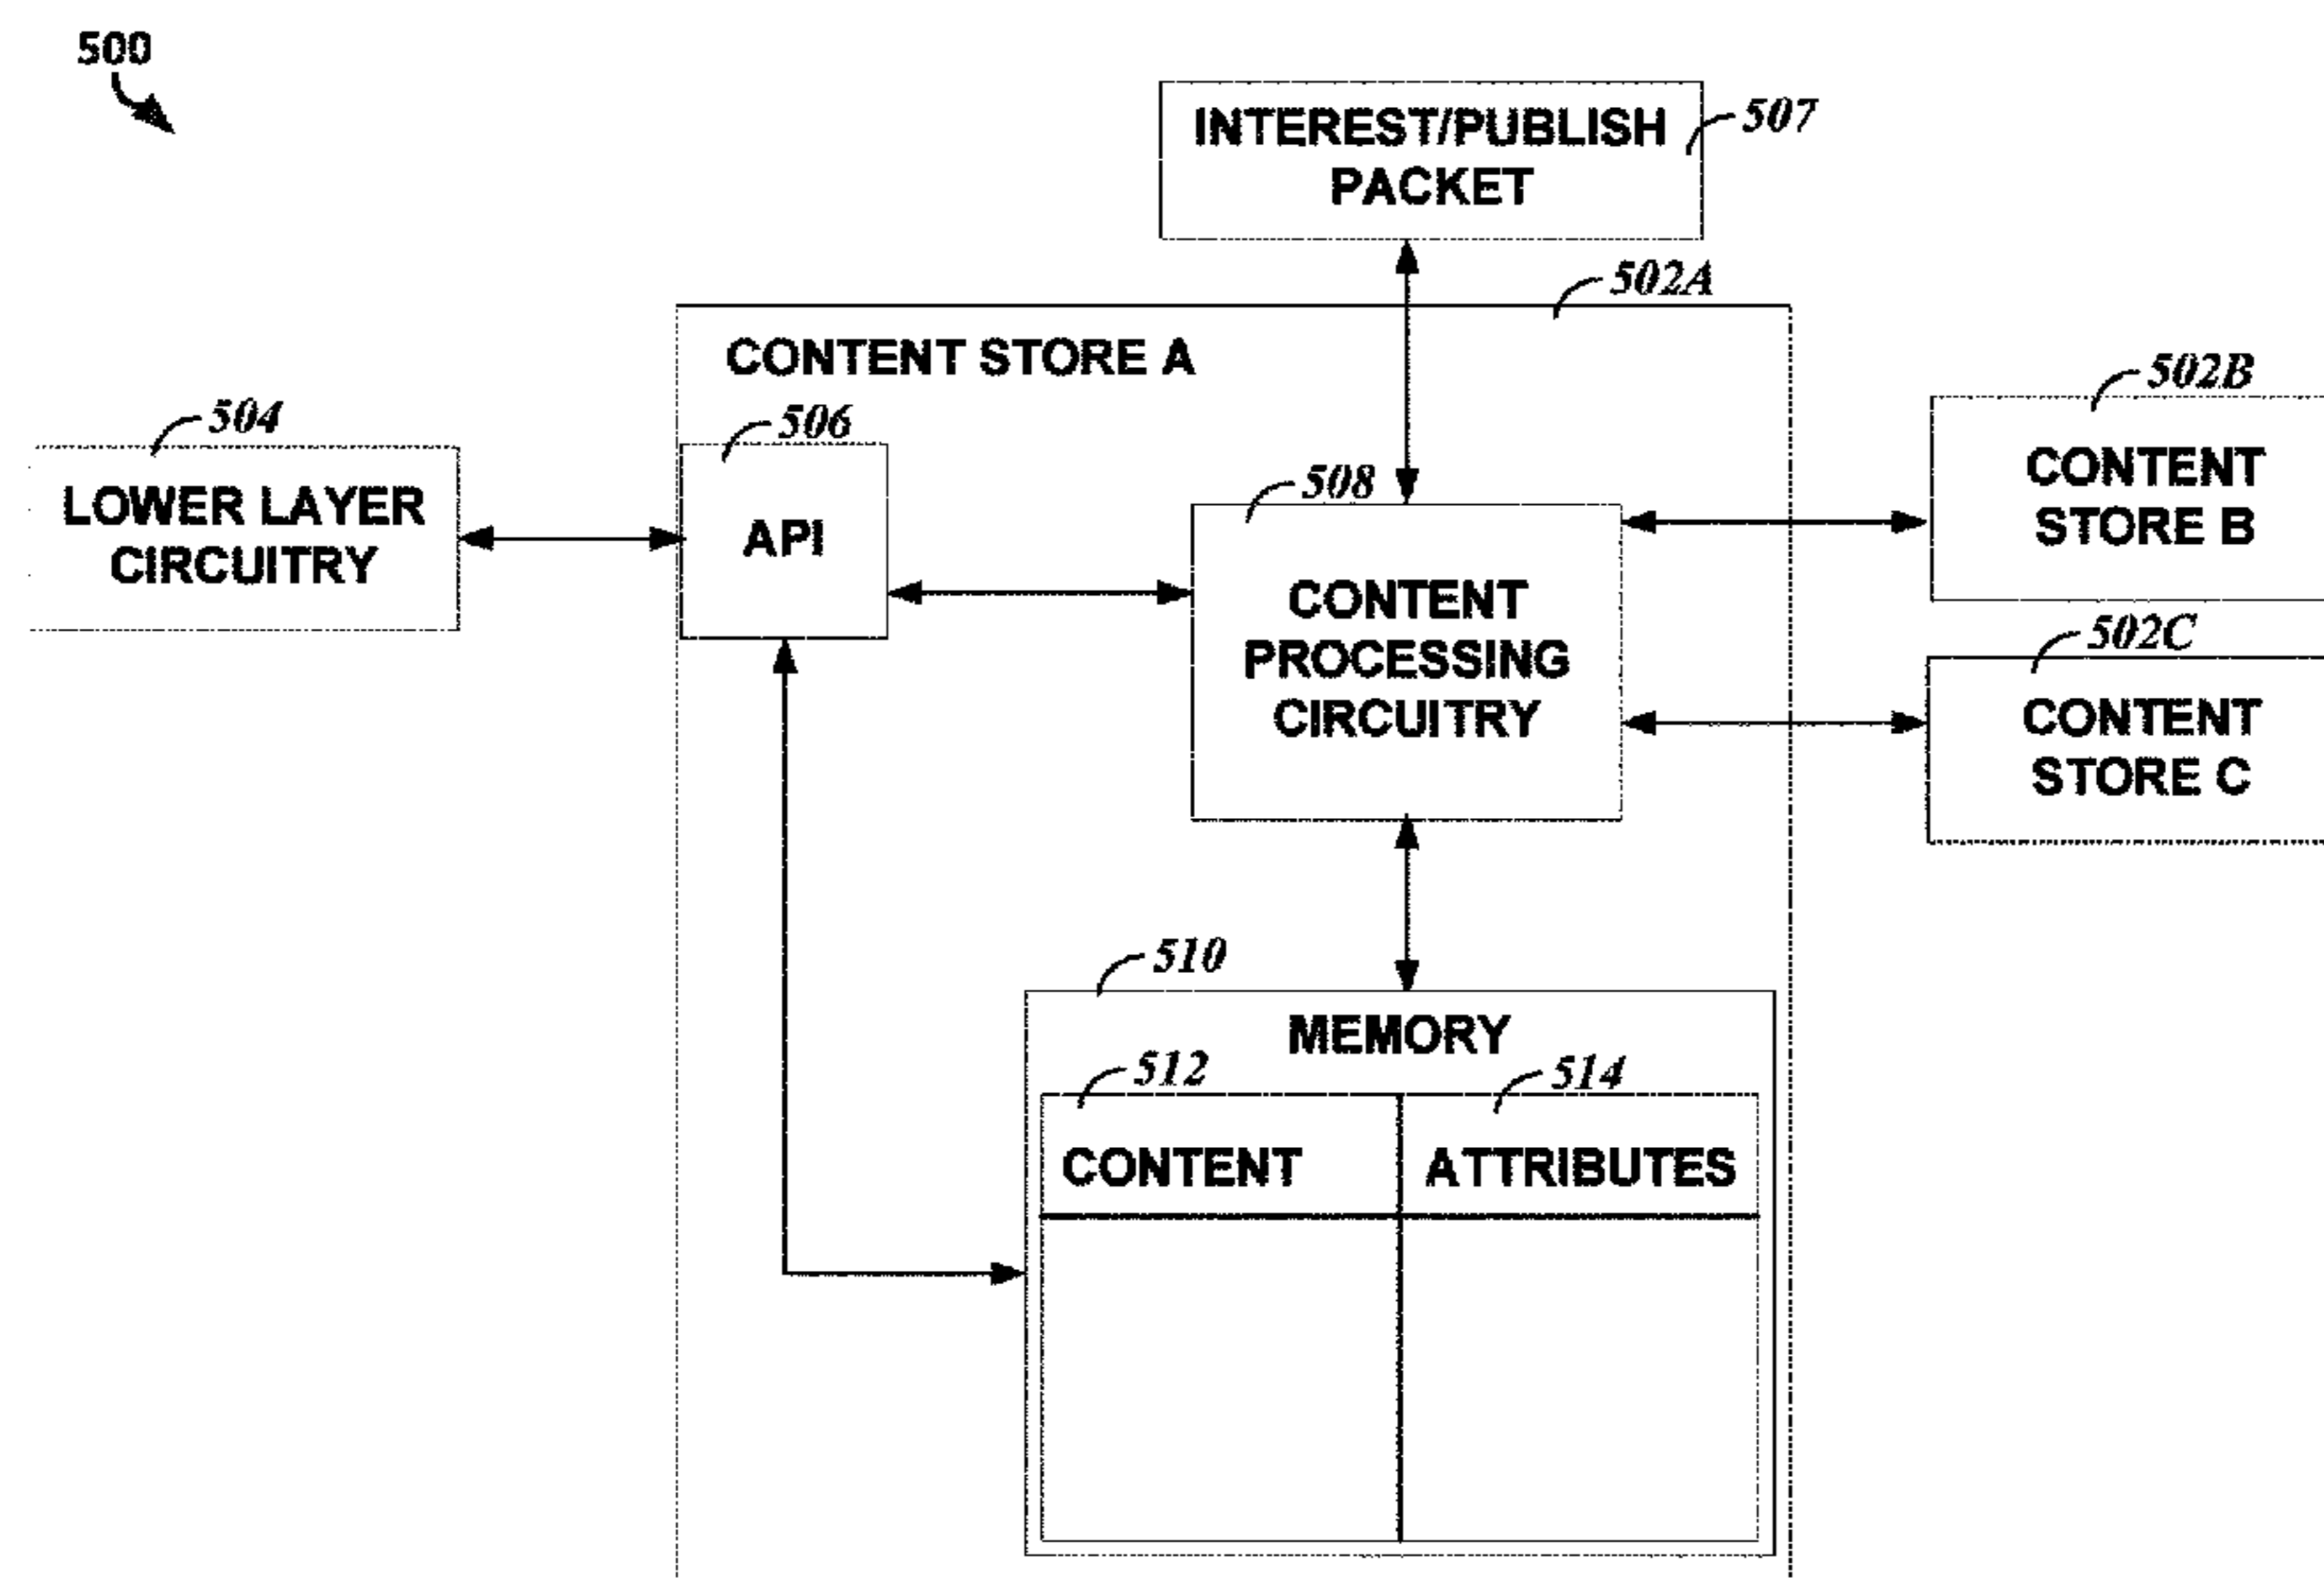 500
INTEREST/PUBLISH
PACKET
507
502A
CONTENT STORE A
502B
CONTENT
STORE B
504
LOWER LAYER
CIRCUITRY
506
API
508
CONTENT
PROCESSING
CIRCUITRY
502C
CONTENT
STORE C
510
MEMORY
512
514
CONTENT
ATTRIBUTES